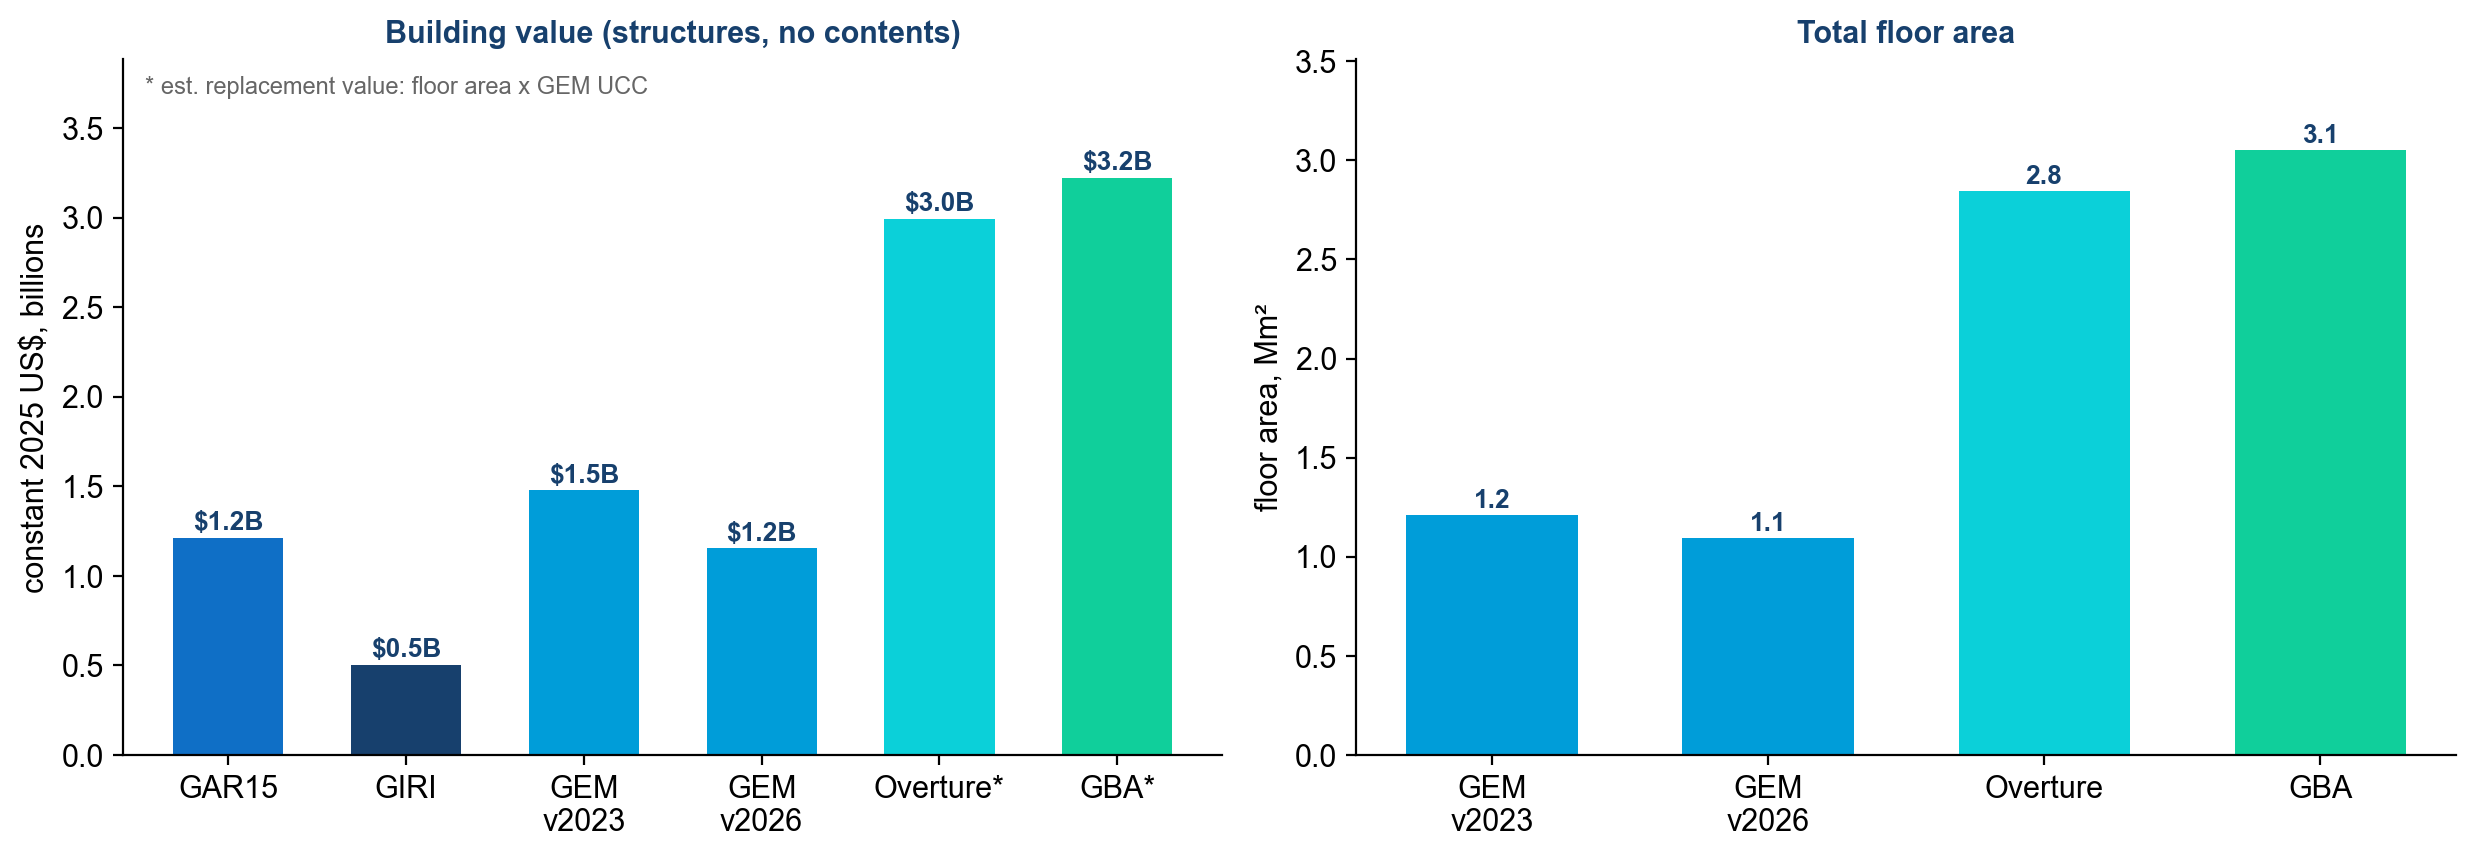 Building value (structures, no contents)
* est. replacement value: floor area x GEM UCC
constant 2025 US$, billions
3.5
3.0
2.5
2.0
1.5
1.0
0.5
0.0
$1.2B
$0.5B
$1.5B
$1.2B
$3.0B
$3.2B
GAR15
GIRI
GEM
v2023
GEM
v2026
Overture*
GBA*
Total floor area
floor area, Mm²
3.5
3.0
2.5
2.0
1.5
1.0
0.5
0.0
1.2
1.1
2.8
3.1
GEM
v2023
GEM
v2026
Overture
GBA